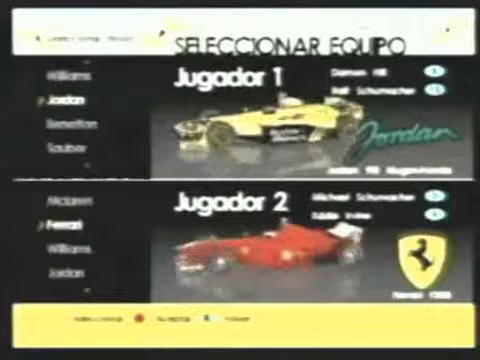 SELECCIONAR EQUIPO
Jugador 1
Damon Hill
Ralf Schumacher
Williams
Jordan
Benetton
Sauber
Jordan
Jugador 2
Michael Schumacher
Eddie Irvine
McLaren
Ferrari
Williams
Jordan
Ferrari